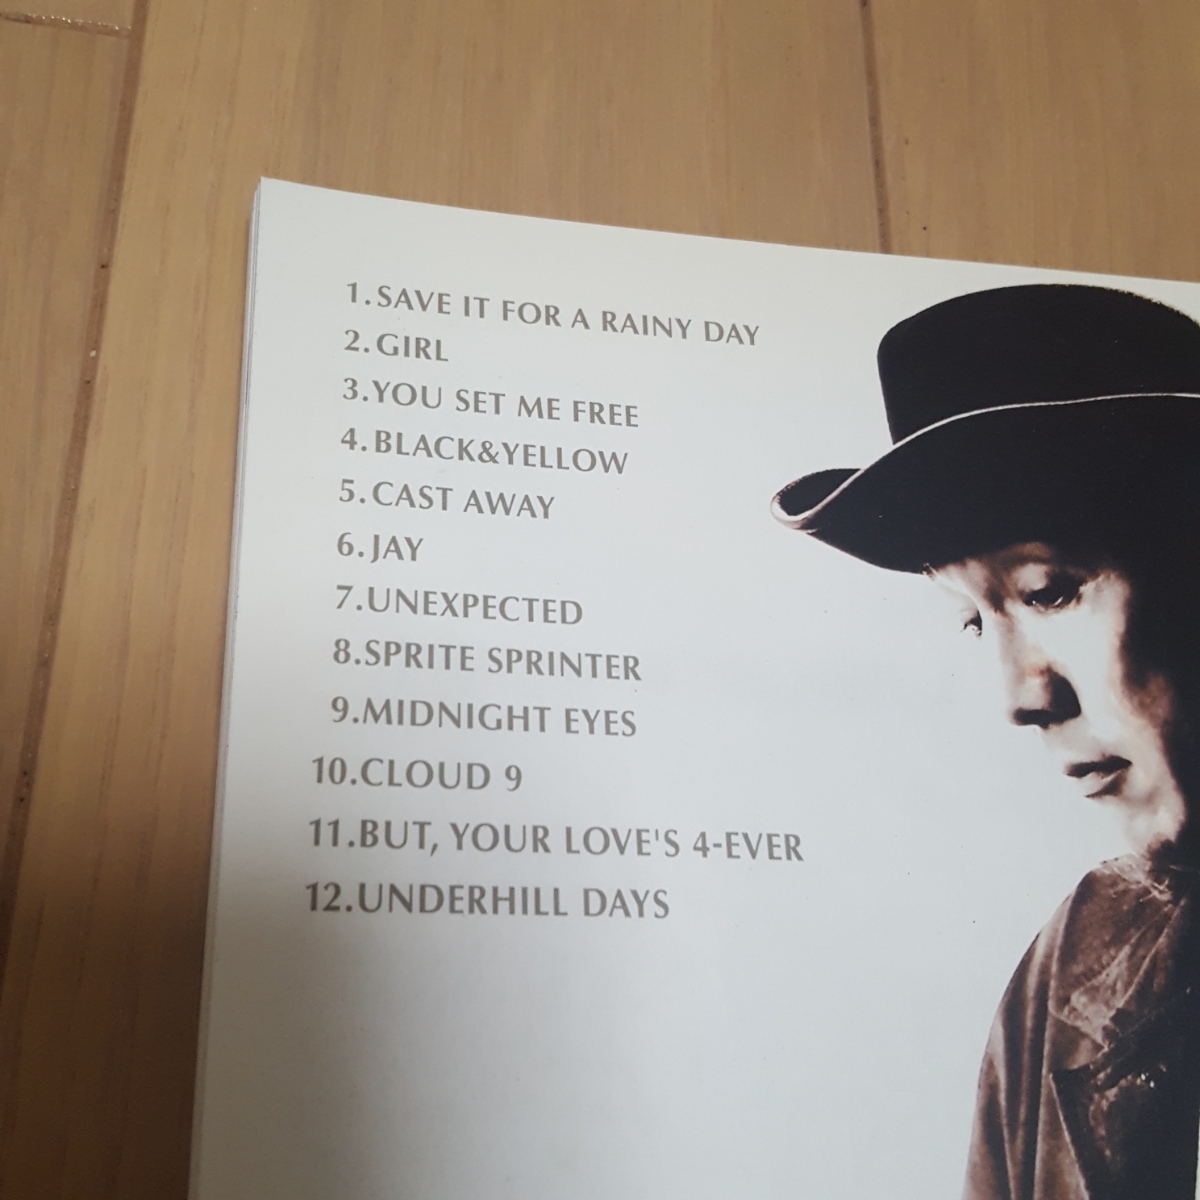 1.SAVE IT FOR A RAINY DAY
2.GIRL
3.YOU SET ME FREE
4.BLACK&YELLOW
5.CAST AWAY
6.JAY
7.UNEXPECTED
8.SPRITE SPRINTER
9.MIDNIGHT EYES
10.CLOUD 9
11.BUT, YOUR LOVE'S 4-EVER
12.UNDERHILL DAYS